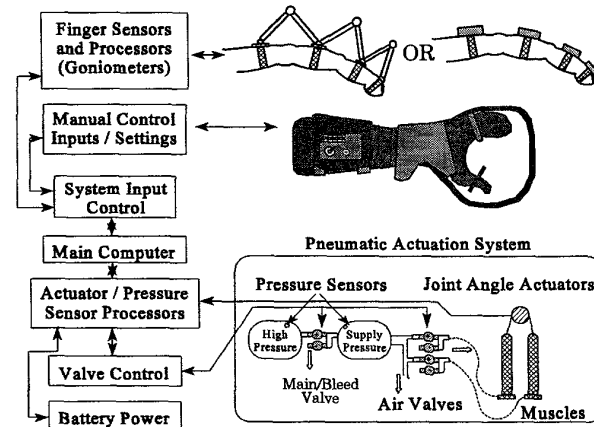 Finger Sensors
and Processors
(Goniometers)
OR
Manual Control
Inputs / Settings
System Input
Control
Main Computer
Actuator / Pressure
Sensor Processors
Valve Control
Battery Power
Pneumatic Actuation System
Pressure Sensors
Joint Angle Actuators
High
Pressure
Supply
Pressure
Main/Bleed
Valve
Air Valves
Muscles